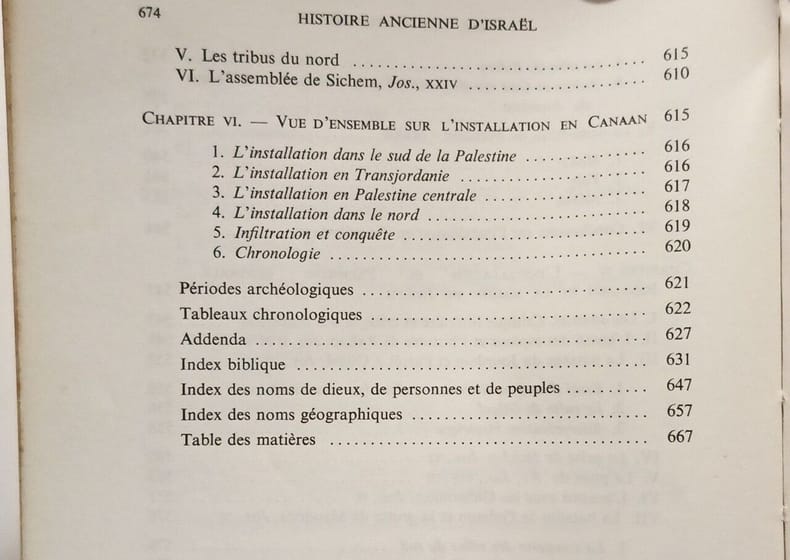 674 HISTOIRE ANCIENNE D'ISRAËL
V. Les tribus du nord 615
VI. L'assemblée de Sichem, Jos., XXIV 610
CHAPITRE VI. — VUE D'ENSEMBLE SUR L'INSTALLATION EN CANAAN 615
1. L'installation dans le sud de la Palestine 616
2. L'installation en Transjordanie 616
3. L'installation en Palestine centrale 617
4. L'installation dans le nord 618
5. Infiltration et conquête 619
6. Chronologie 620
Périodes archéologiques 621
Tableaux chronologiques 622
Addenda 627
Index biblique 631
Index des noms de dieux, de personnes et de peuples 647
Index des noms géographiques 657
Table des matières 667